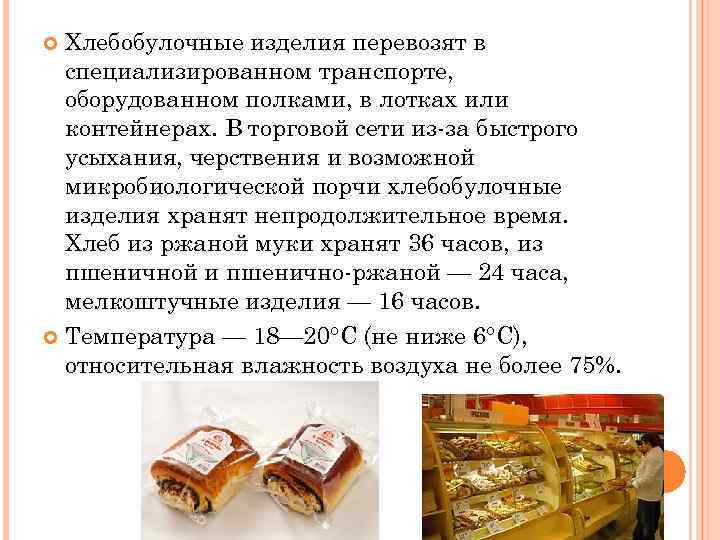 Хлебобулочные изделия перевозят в
специализированном транспорте,
оборудованном полками, в лотках или
контейнерах. В торговой сети из-за быстрого
усыхания, черствения и возможной
микробиологической порчи хлебобулочные
изделия хранят непродолжительное время.
Хлеб из ржаной муки хранят 36 часов, из
пшеничной и пшенично-ржаной — 24 часа,
мелкоштучные изделия — 16 часов.
Температура — 18—20°С (не ниже 6°С),
относительная влажность воздуха не более 75%.